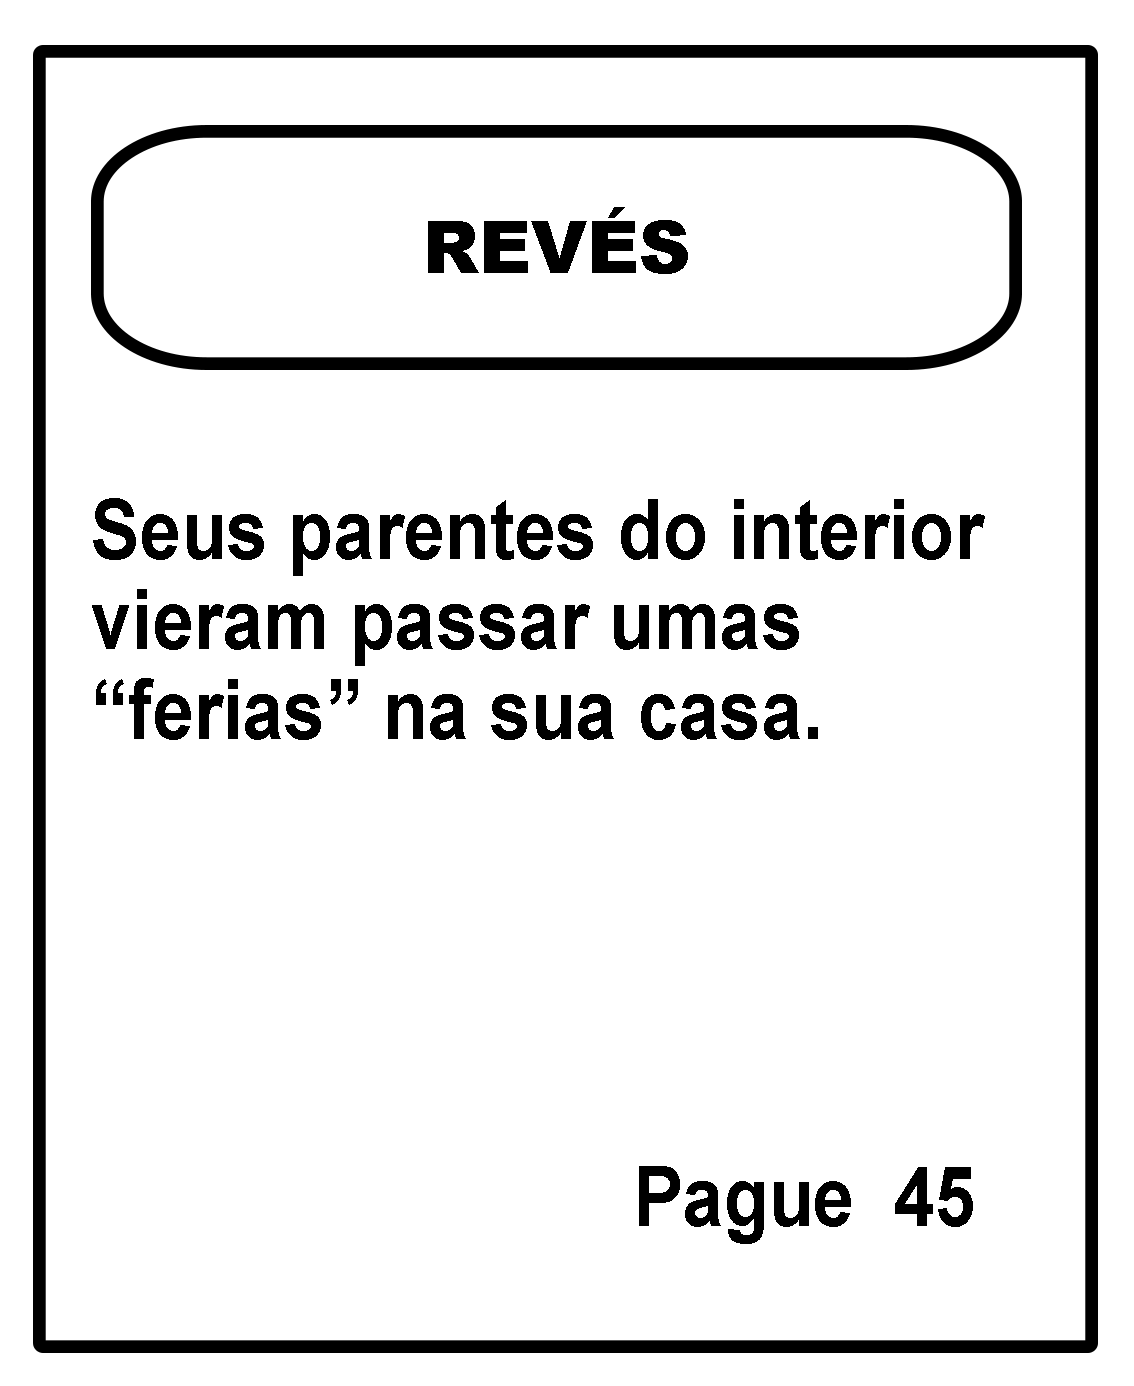 REVÉS
Seus parentes do interior
vieram passar umas
“ferias” na sua casa.
Pague 45